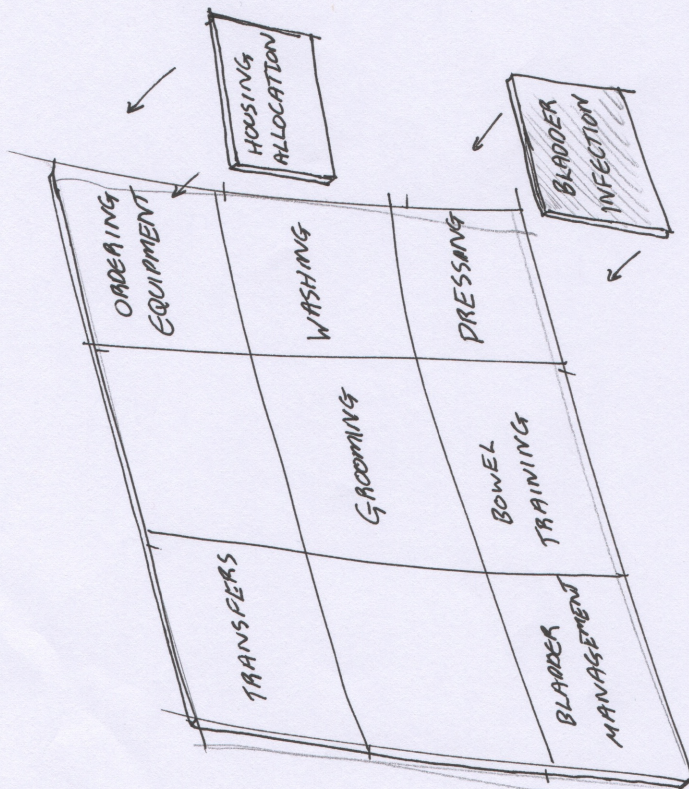 TRANSFERS
ORDERING
EQUIPMENT
GROOMING
WASHING
BLADDER
MANAGEMENT
BOWEL
TRAINING
DRESSING
HOUSING
ALLOCATION
BLADDER
INFECTION